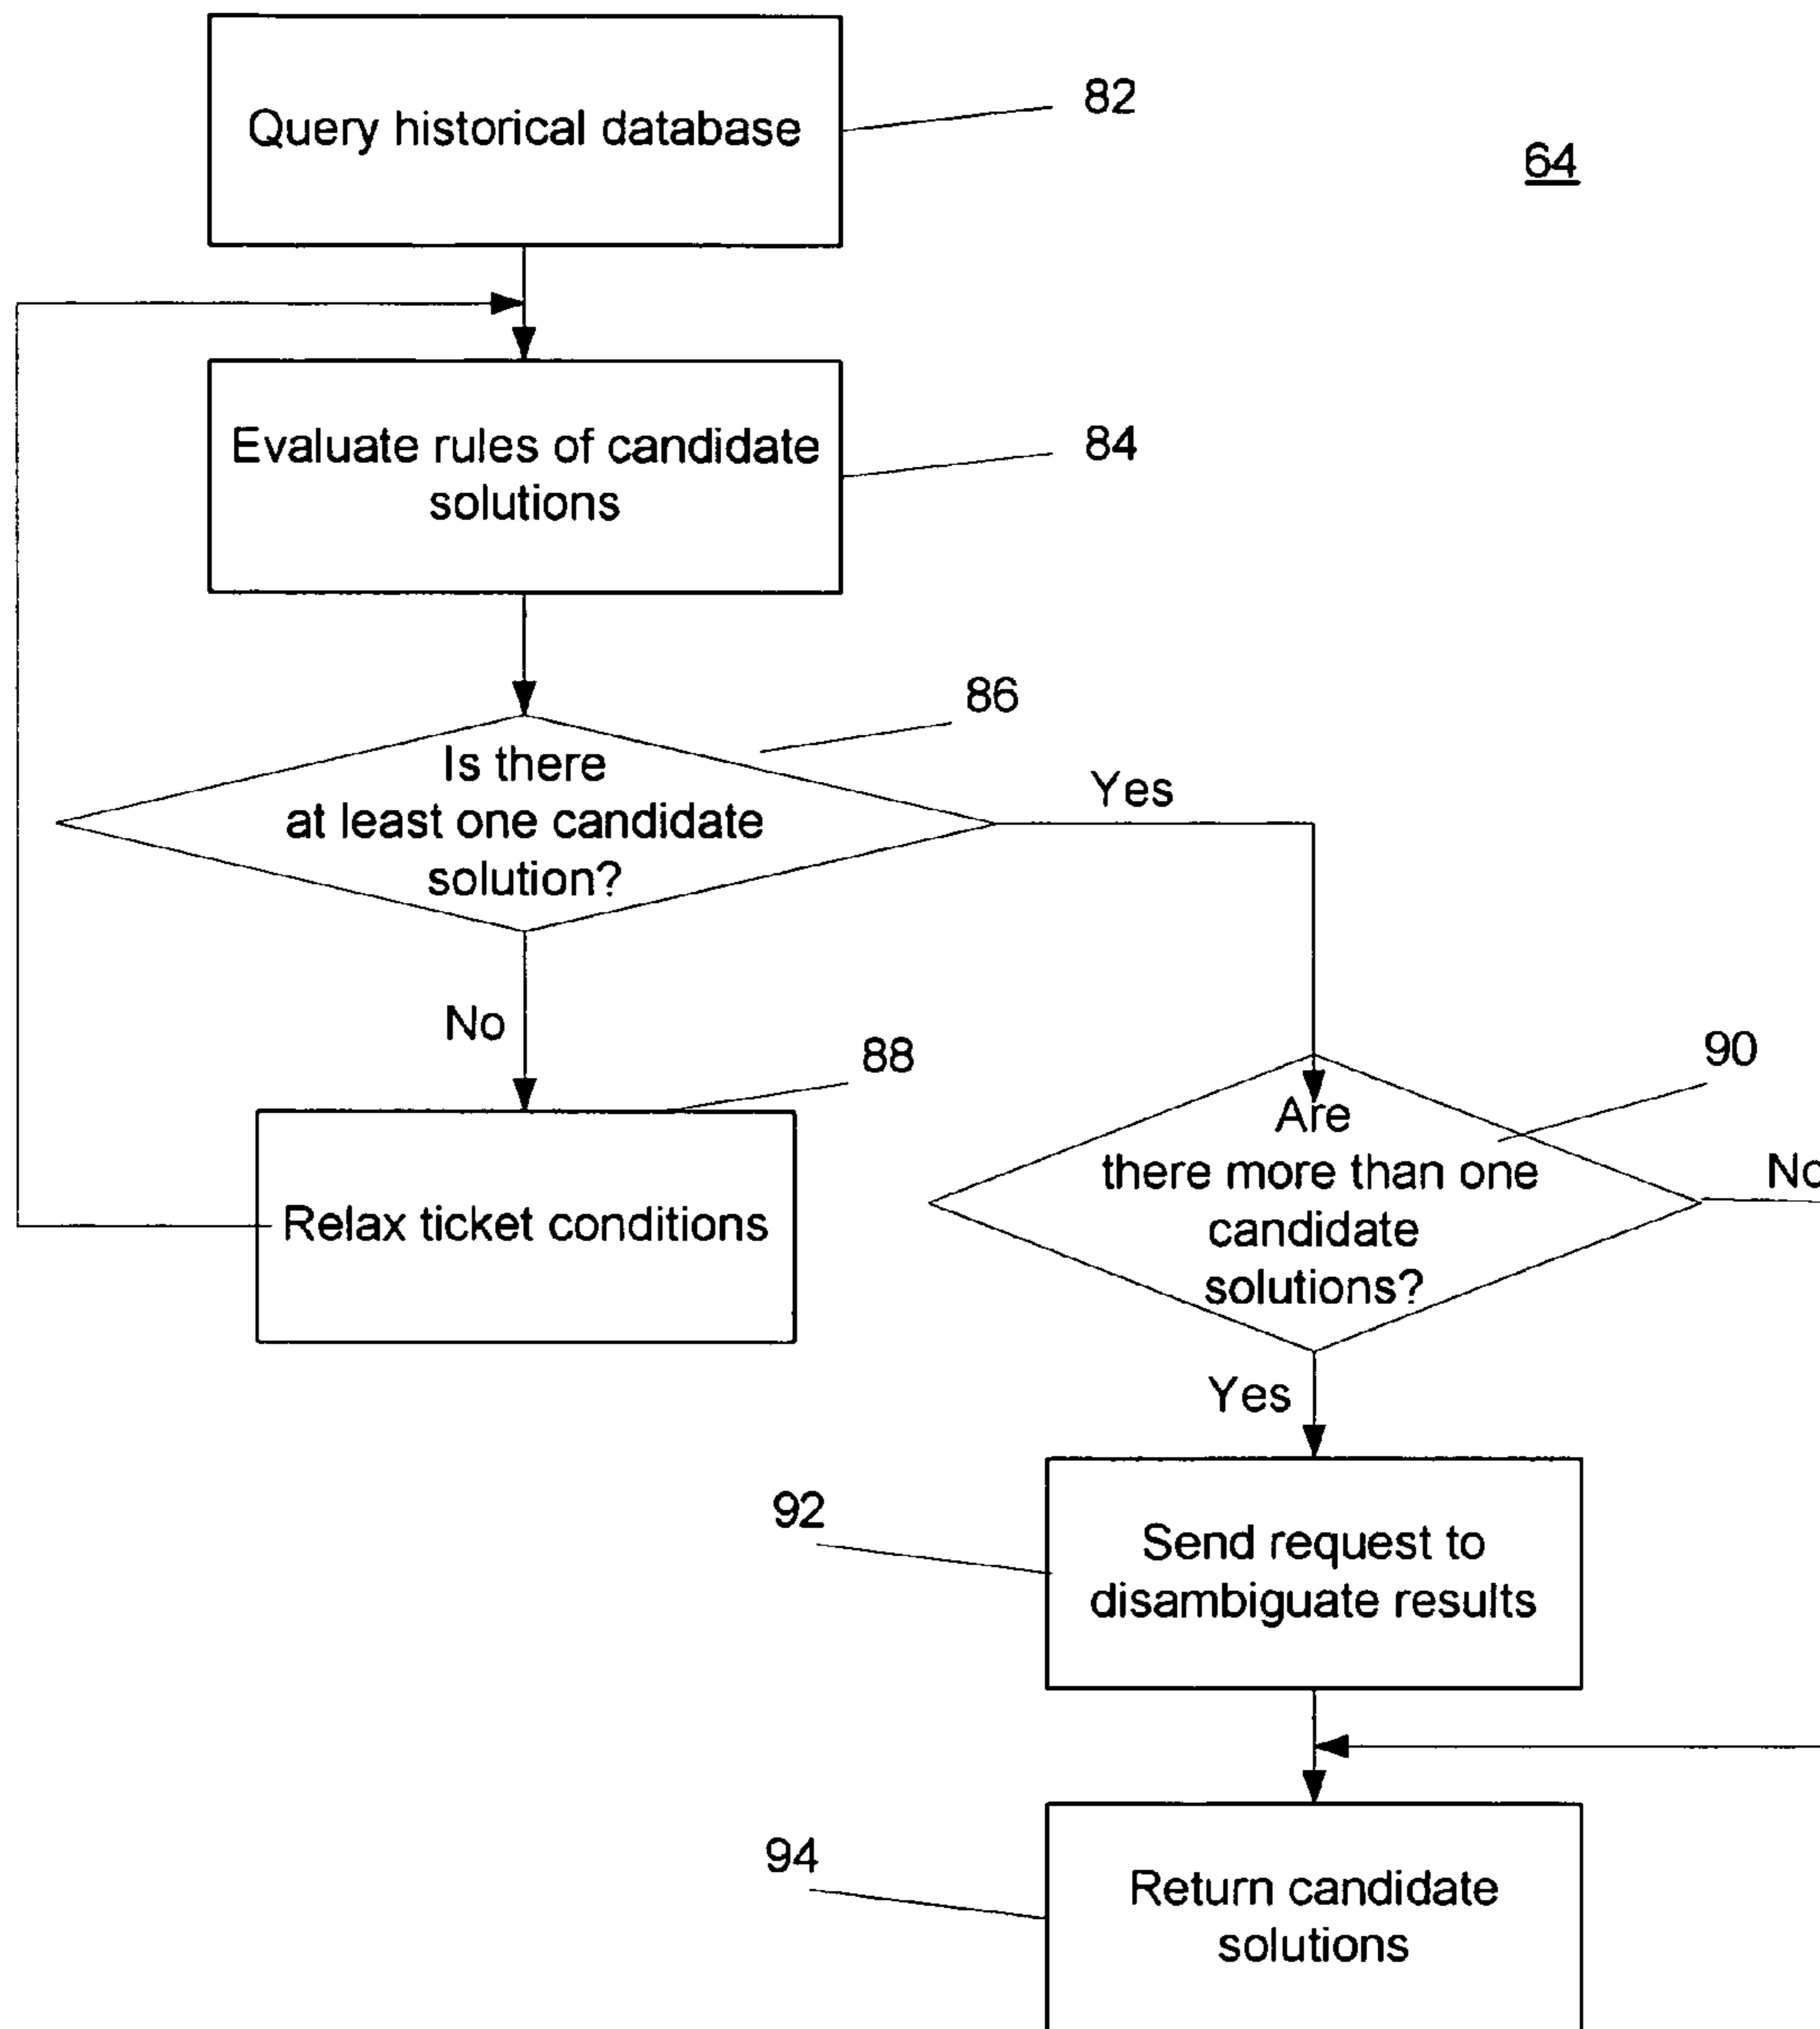 Query historical database
82
64
Evaluate rules of candidate
solutions
84
86
Is there
at least one candidate
solution?
Yes
No
88
Relax ticket conditions
90
Are
there more than one
candidate
solutions?
No
Yes
92
Send request to
disambiguate results
94
Return candidate
solutions